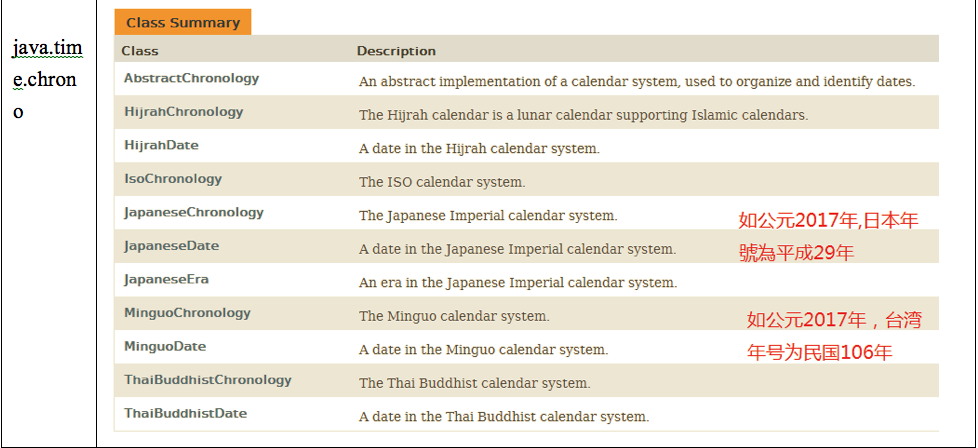 java.tim
e.chron
o
Class Summary
Class Description
AbstractChronology An abstract implementation of a calendar system, used to organize and identify dates.
HijrahChronology The Hijrah calendar is a lunar calendar supporting Islamic calendars.
HijrahDate A date in the Hijrah calendar system.
IsoChronology The ISO calendar system.
JapaneseChronology The Japanese Imperial calendar system.
如公元2017年,日本年
JapaneseDate A date in the Japanese Imperial calendar system.
號為平成29年
JapaneseEra An era in the Japanese Imperial calendar system.
MinguoChronology The Minguo calendar system.
如公元2017年，台湾
MinguoDate A date in the Minguo calendar system.
年号为民国106年
ThaiBuddhistChronology The Thai Buddhist calendar system.
ThaiBuddhistDate A date in the Thai Buddhist calendar system.